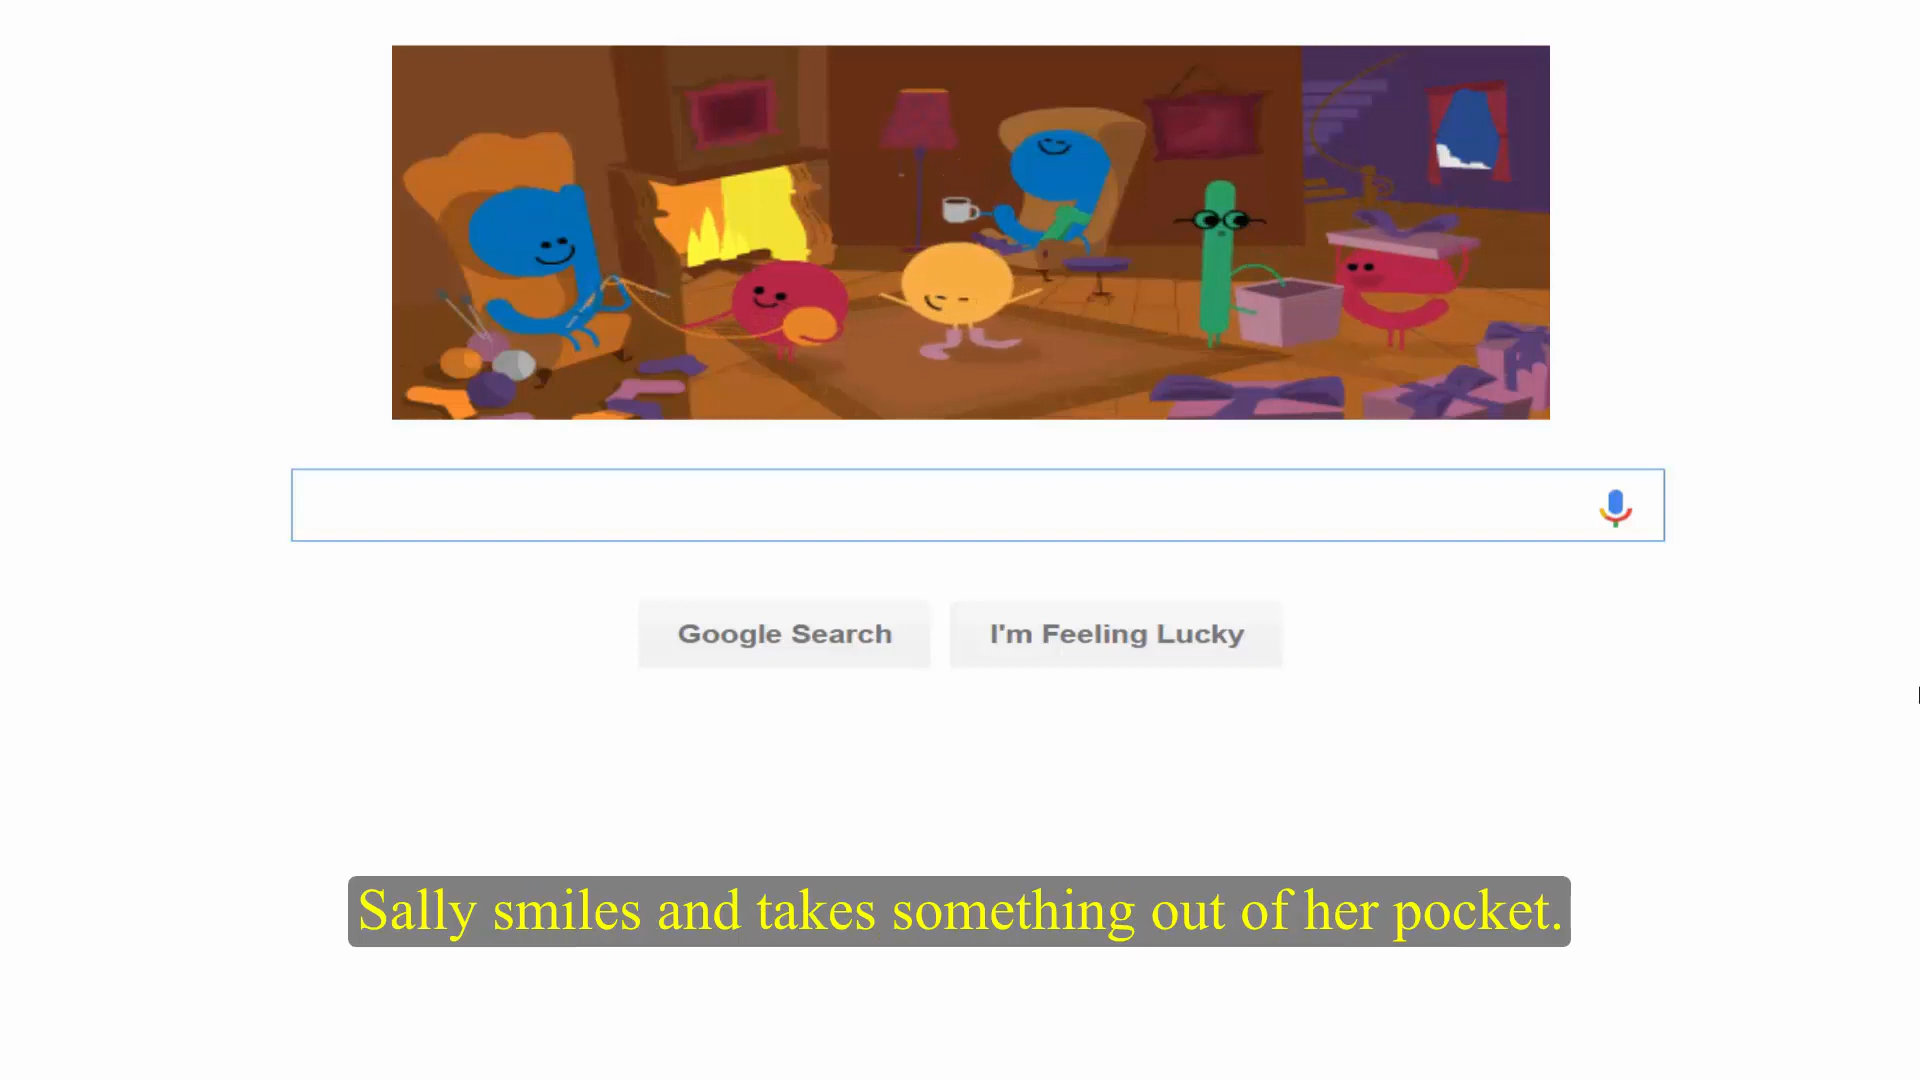 Google Search
I'm Feeling Lucky
Sally smiles and takes something out of her pocket.